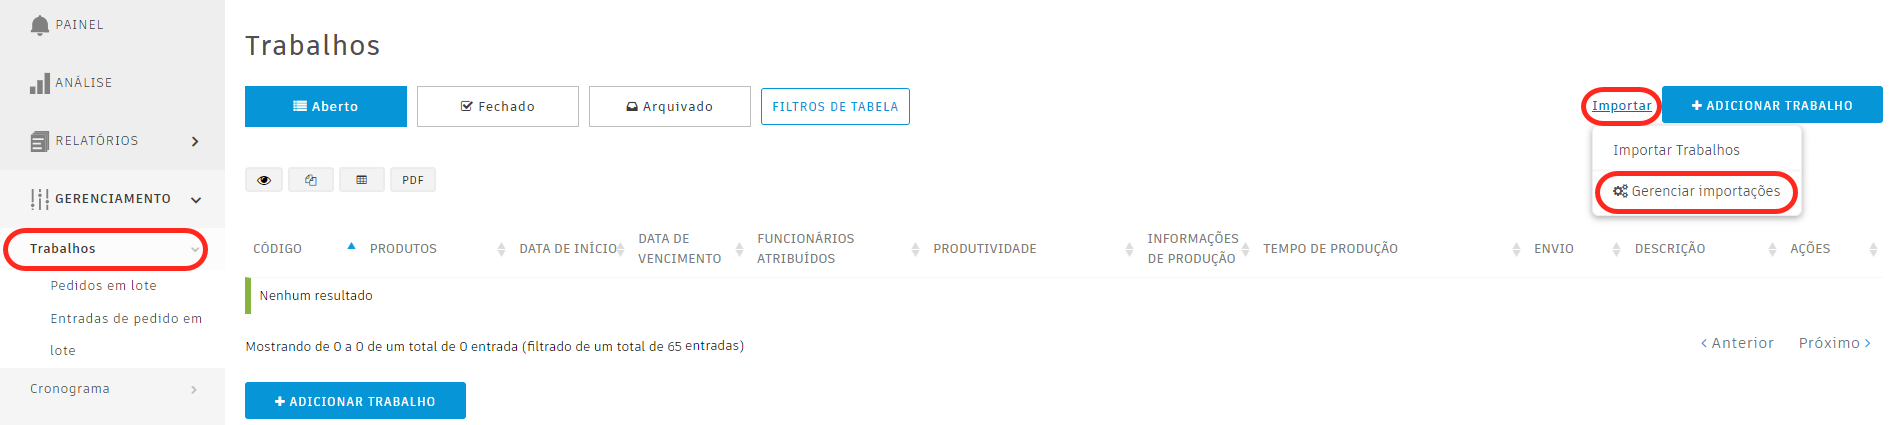 PAINEL
ANÁLISE
RELATÓRIOS
GERENCIAMENTO
Trabalhos
Pedidos em lote
Entradas de pedido em
lote
Cronograma
Trabalhos
Aberto
Fechado
Arquivado
FILTROS DE TABELA
Importar
ADICIONAR TRABALHO
Importar Trabalhos
Gerenciar importações
PDF
CÓDIGO
PRODUTOS
DATA DE INÍCIO
DATA DE
VENCIMENTO
FUNCIONÁRIOS
ATRIBUÍDOS
PRODUTIVIDADE
INFORMAÇÕES
DE PRODUÇÃO
TEMPO DE PRODUÇÃO
ENVIO
DESCRIÇÃO
AÇÕES
Nenhum resultado
Mostrando de 0 a 0 de um total de 0 entrada (filtrado de um total de 65 entradas)
Anterior
Próximo
ADICIONAR TRABALHO